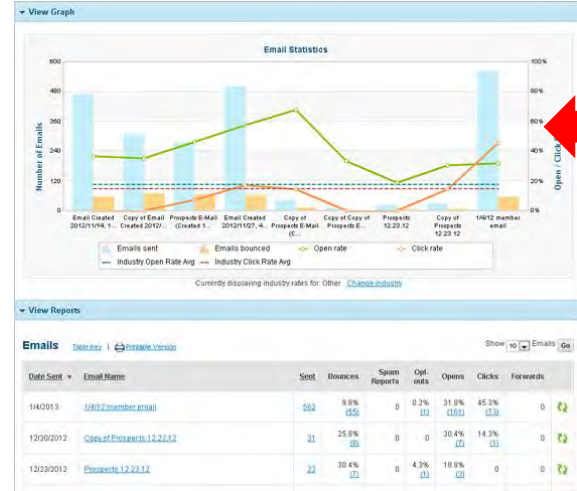 View Graph
Email Statistics
600
480
360
240
120
0
100%
80%
60%
40%
20%
0%
Number of Emails
Open / Click
Email Created 2012/11/14, 1...
Copy of Email Created 2012/...
Prospects E-Mail (Created 1...
Email Created 2012/11/27, 4...
Copy of Prospects E-Mail (C...
Copy of Copy of Prospects E...
Prospects 12.23.12
Copy of Prospects 12.23.12
1/4/12 member email
Emails sent Emails bounced Open rate Click rate
Industry Open Rate Avg Industry Click Rate Avg
Currently displaying industry rates for: Other Change Industry
View Reports
Emails Table Key | Printable Version Show 10 Emails Go
Date Sent Email Name Sent Bounces Spam Reports Opt-outs Opens Clicks Forwards
1/4/2013 1/4/12 member email 562 9.8% (55) 0 0.2% (1) 31.8% (161) 45.3% (73) 0
12/30/2012 Copy of Prospects 12.23.12 31 25.8% (8) 0 0 30.4% (7) 14.3% (1) 0
12/23/2012 Prospects 12.23.12 23 30.4% (7) 0 4.3% (1) 18.8% (3) 0 0